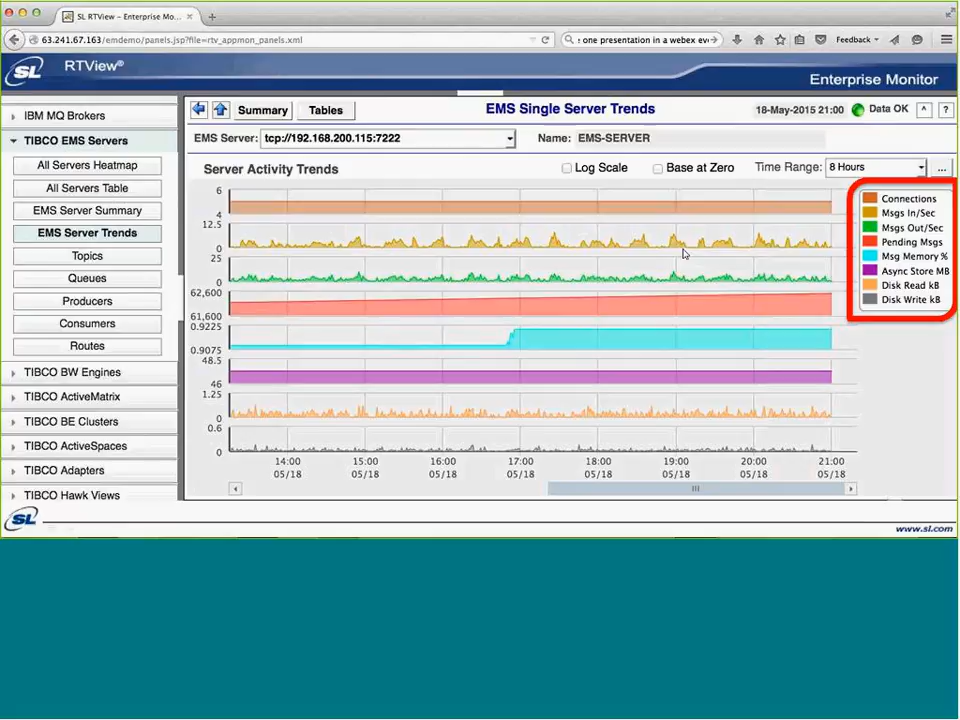 SL RTView – Enterprise Mo...
63.241.67.163/emdemo/panels.jsp?file=rtv_appmon_panels.xml
: one presentation in a webex eve
Feedback
SL
RTView®
Enterprise Monitor
IBM MQ Brokers
TIBCO EMS Servers
All Servers Heatmap
All Servers Table
EMS Server Summary
EMS Server Trends
Topics
Queues
Producers
Consumers
Routes
TIBCO BW Engines
TIBCO ActiveMatrix
TIBCO BE Clusters
TIBCO ActiveSpaces
TIBCO Adapters
TIBCO Hawk Views
Summary
Tables
EMS Single Server Trends
18-May-2015 21:00
Data OK
^
?
EMS Server: tcp://192.168.200.115:7222
Name: EMS-SERVER
Server Activity Trends
Log Scale
Base at Zero
Time Range: 8 Hours
...
6
4
12.5
0
25
0
62,600
61,600
0.9225
0.9075
48.5
46
1.25
0
0.6
0
14:00 15:00 16:00 17:00 18:00 19:00 20:00 21:00
05/18 05/18 05/18 05/18 05/18 05/18 05/18 05/18
Connections
Msgs In/Sec
Msgs Out/Sec
Pending Msgs
Msg Memory %
Async Store MB
Disk Read kB
Disk Write kB
SL
www.sl.com